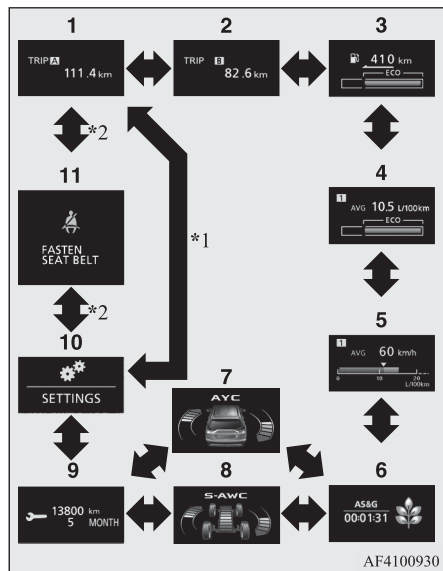 1
2
3
TRIP A
111.4 km
TRIP B
82.6 km
410 km
ECO
*2
11
4
FASTEN
SEAT BELT
*1
1
AVG 10.5 L/100km
ECO
*2
10
5
SETTINGS
1
AVG 60 km/h
0 10 20
L/100km
7
AYC
9
8
6
13800 km
5 MONTH
S-AWC
AS&G
00:01:31
AF4100930